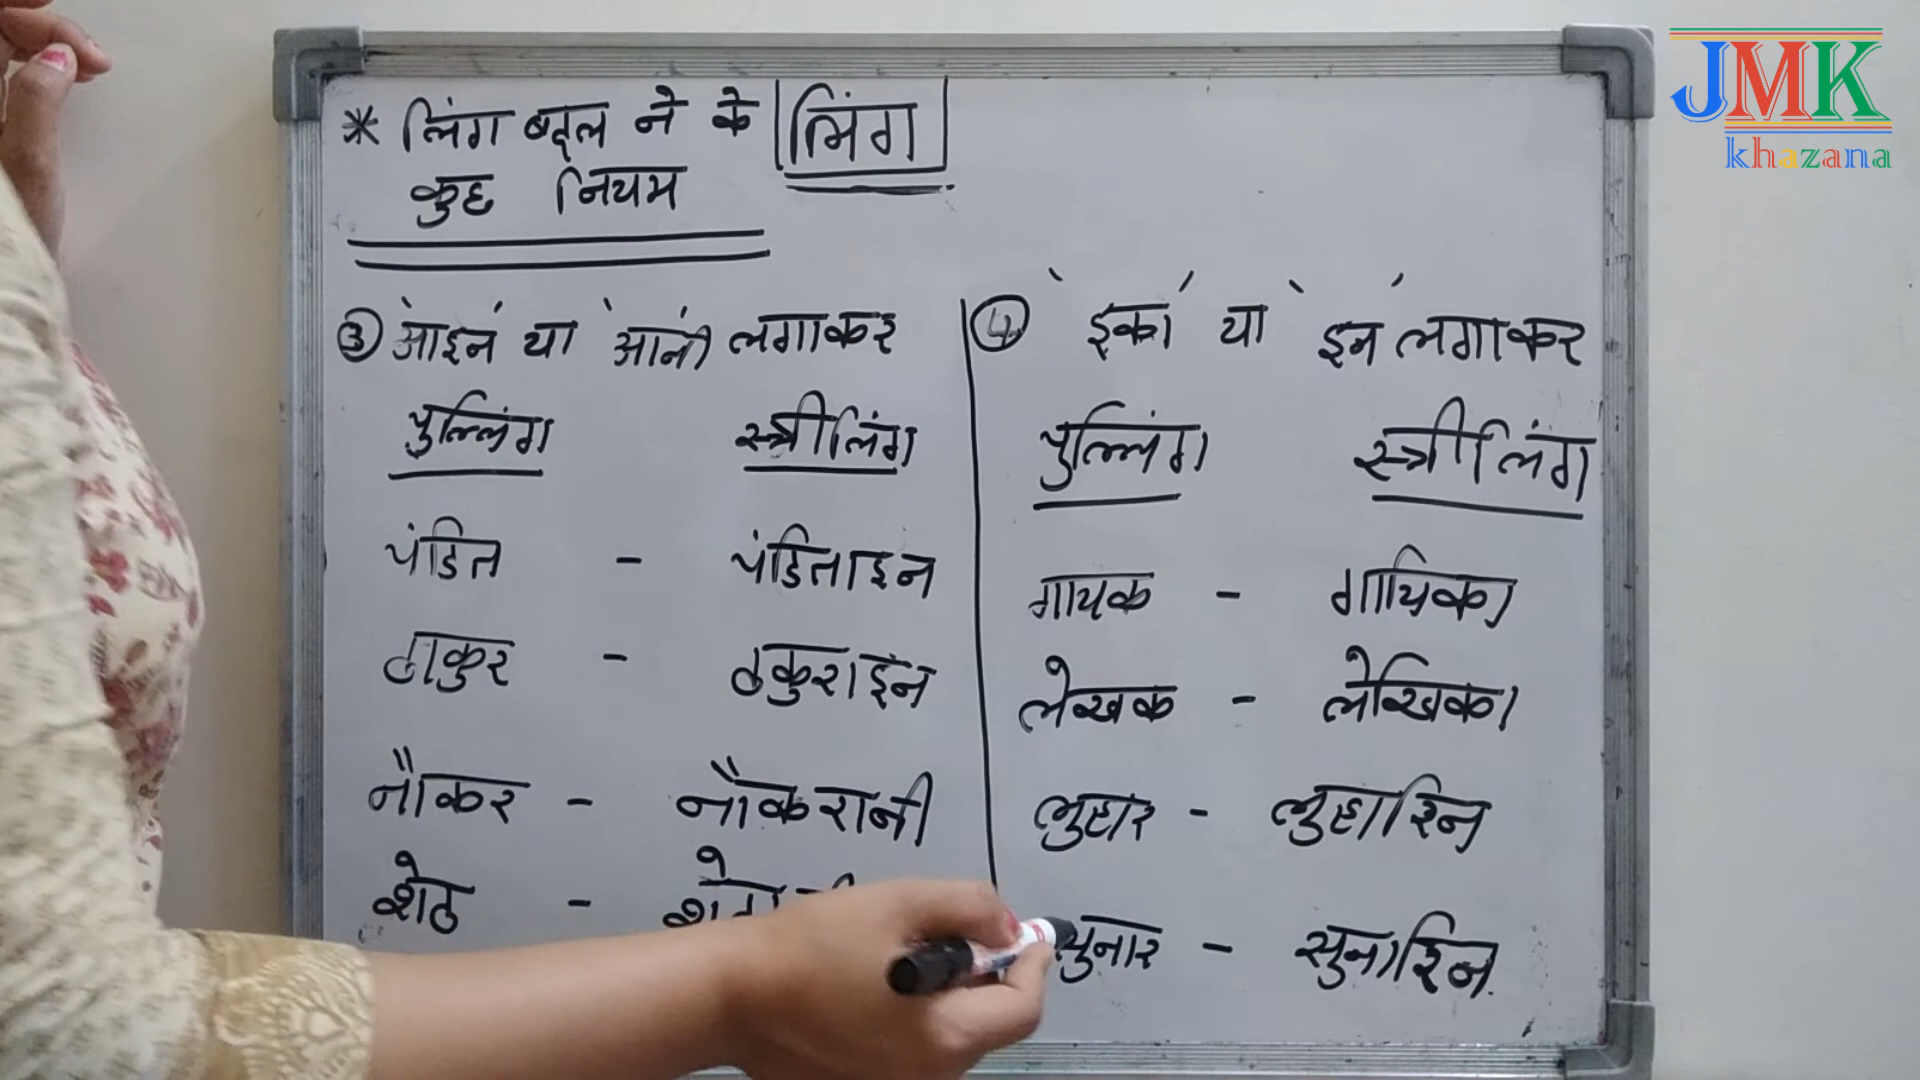 * लिंग बदल ने के
कुछ नियम
लिंग
③ 'आइन' या 'आनी' लगाकर
पुल्लिंग स्त्रीलिंग
पंडित - पंडिताइन
ठाकुर - ठकुराइन
नौकर - नौकरानी
शेठ -
4 'इका' या 'इन' लगाकर
पुल्लिंग स्त्रीलिंग
गायक - गायिका
लेखक - लेखिका
लुहार - लुहारिन
सुनार - सुनारिन
JMK
khazana